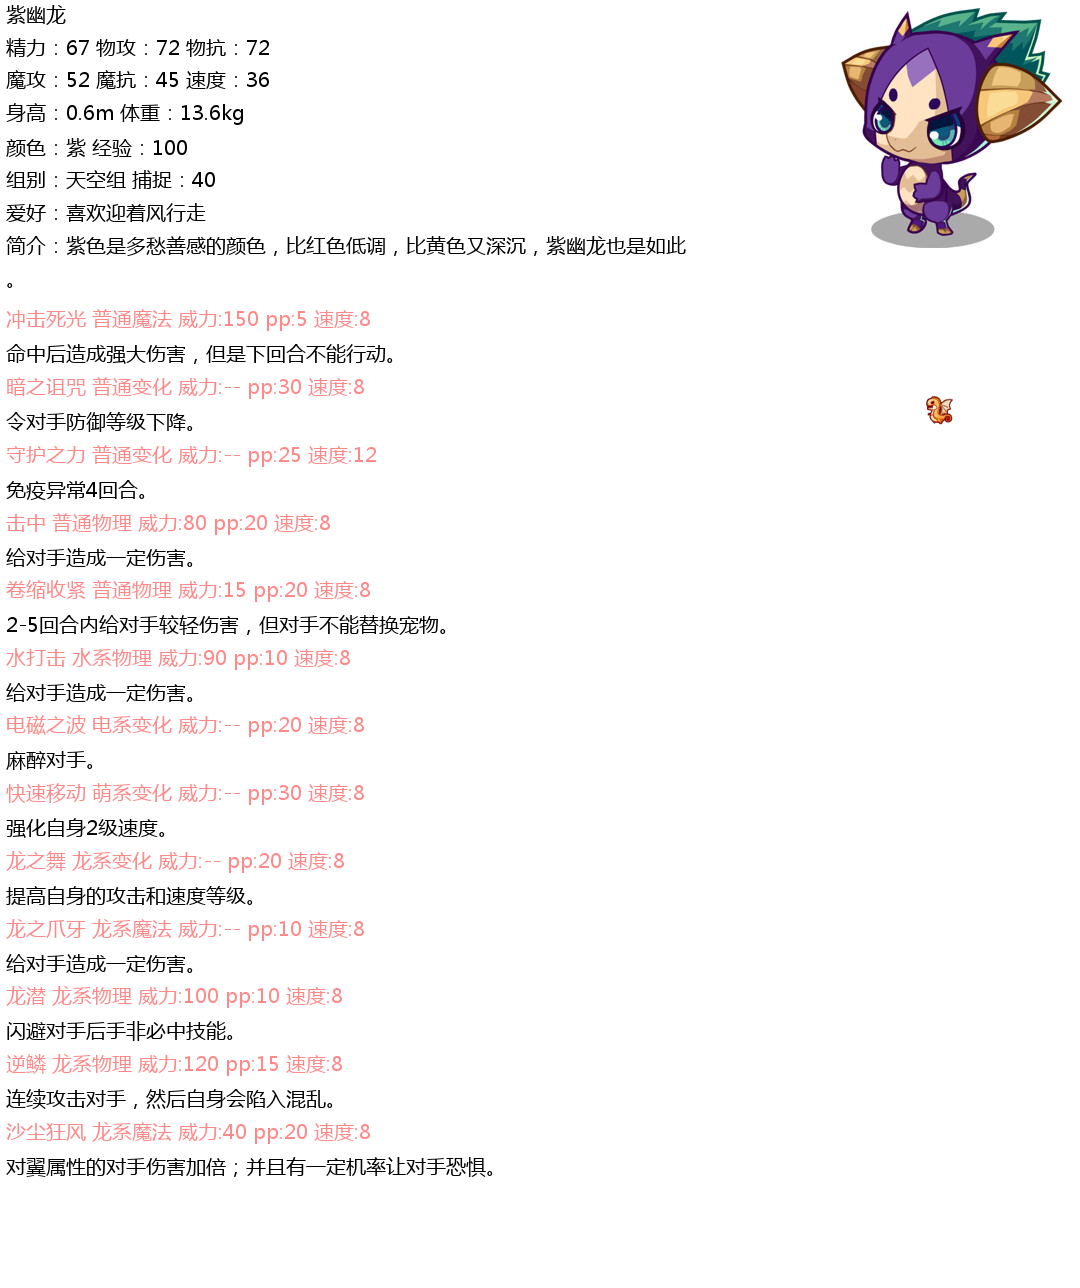 紫幽龙
精力：67 物攻：72 物抗：72
魔攻：52 魔抗：45 速度：36
身高：0.6m 体重：13.6kg
颜色：紫 经验：100
组别：天空组 捕捉：40
爱好：喜欢迎着风行走
简介：紫色是多愁善感的颜色，比红色低调，比黄色又深沉，紫幽龙也是如此
。
冲击死光 普通魔法 威力:150 pp:5 速度:8
命中后造成强大伤害，但是下回合不能行动。
暗之诅咒 普通变化 威力:-- pp:30 速度:8
令对手防御等级下降。
守护之力 普通变化 威力:-- pp:25 速度:12
免疫异常4回合。
击中 普通物理 威力:80 pp:20 速度:8
给对手造成一定伤害。
卷缩收紧 普通物理 威力:15 pp:20 速度:8
2-5回合内给对手较轻伤害，但对手不能替换宠物。
水打击 水系物理 威力:90 pp:10 速度:8
给对手造成一定伤害。
电磁之波 电系变化 威力:-- pp:20 速度:8
麻醉对手。
快速移动 萌系变化 威力:-- pp:30 速度:8
强化自身2级速度。
龙之舞 龙系变化 威力:-- pp:20 速度:8
提高自身的攻击和速度等级。
龙之爪牙 龙系魔法 威力:-- pp:10 速度:8
给对手造成一定伤害。
龙潜 龙系物理 威力:100 pp:10 速度:8
闪避对手后手非必中技能。
逆鳞 龙系物理 威力:120 pp:15 速度:8
连续攻击对手，然后自身会陷入混乱。
沙尘狂风 龙系魔法 威力:40 pp:20 速度:8
对翼属性的对手伤害加倍；并且有一定机率让对手恐惧。